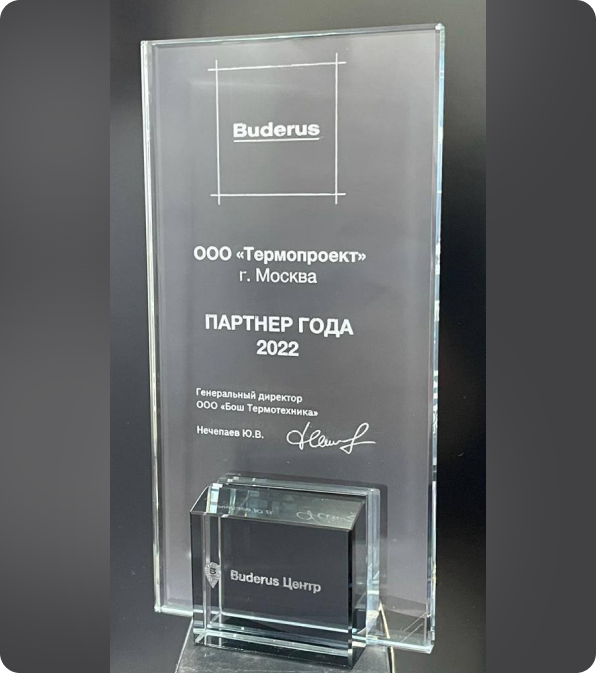 Buderus
ООО «Термопроект»
г. Москва
ПАРТНЕР ГОДА
2022
Генеральный директор
ООО «Бош Термотехника»
Нечепаев Ю.В.
Buderus Центр